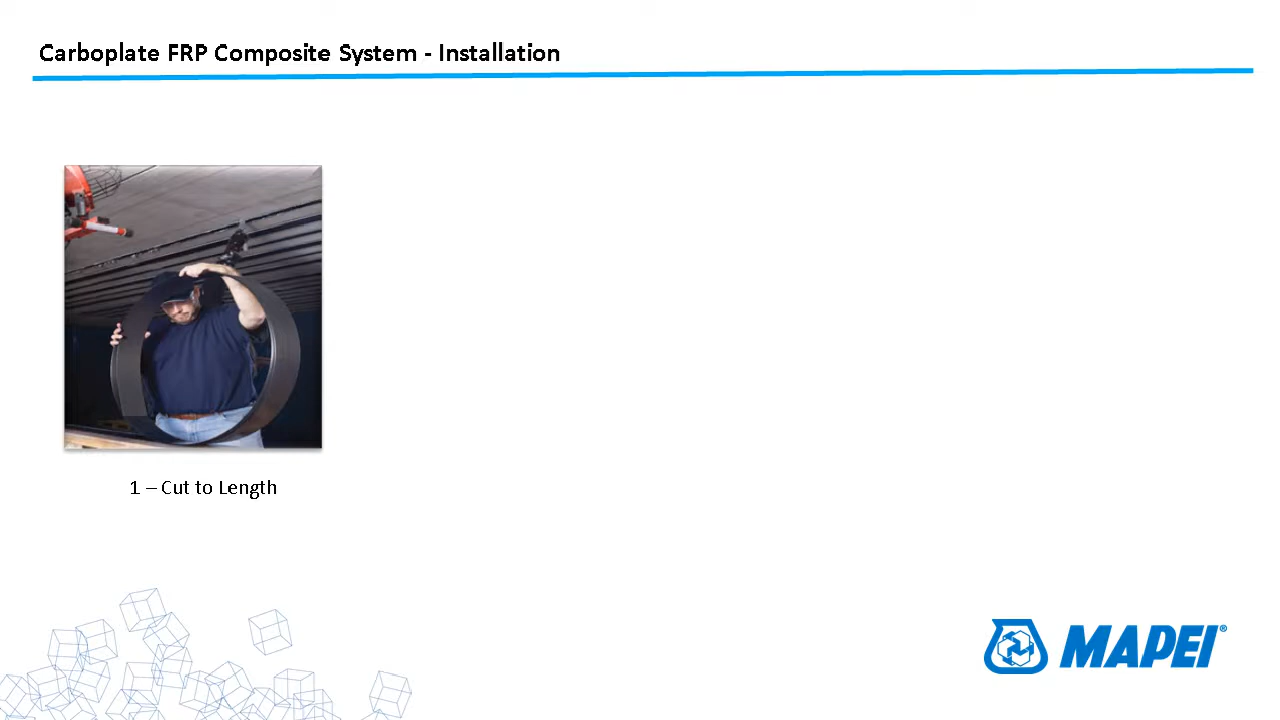 Carboplate FRP Composite System - Installation
1 – Cut to Length
MAPEI®